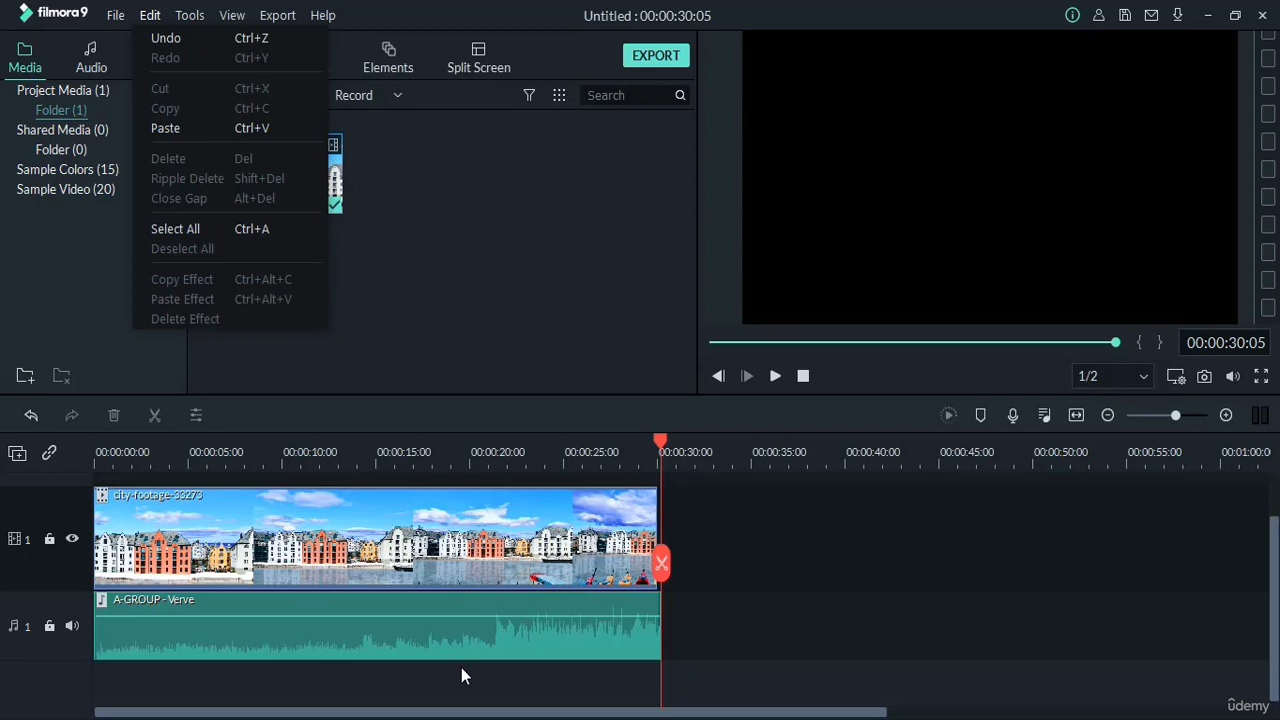 filmora9
File Edit Tools View Export Help
Untitled : 00:00:30:05
Media
Audio
Elements
Split Screen
EXPORT
Undo Ctrl+Z
Redo Ctrl+Y
Cut Ctrl+X
Copy Ctrl+C
Paste Ctrl+V
Delete Del
Ripple Delete Shift+Del
Close Gap Alt+Del
Select All Ctrl+A
Deselect All
Copy Effect Ctrl+Alt+C
Paste Effect Ctrl+Alt+V
Delete Effect
Project Media (1)
Folder (1)
Shared Media (0)
Folder (0)
Sample Colors (15)
Sample Video (20)
Record
Search
00:00:30:05
1/2
00:00:00:00 00:00:05:00 00:00:10:00 00:00:15:00 00:00:20:00 00:00:25:00 00:00:30:00 00:00:35:00 00:00:40:00 00:00:45:00 00:00:50:00 00:00:55:00 00:01:00:0
city-footage-33273
1
A-GROUP - Verve
1
ûdemy